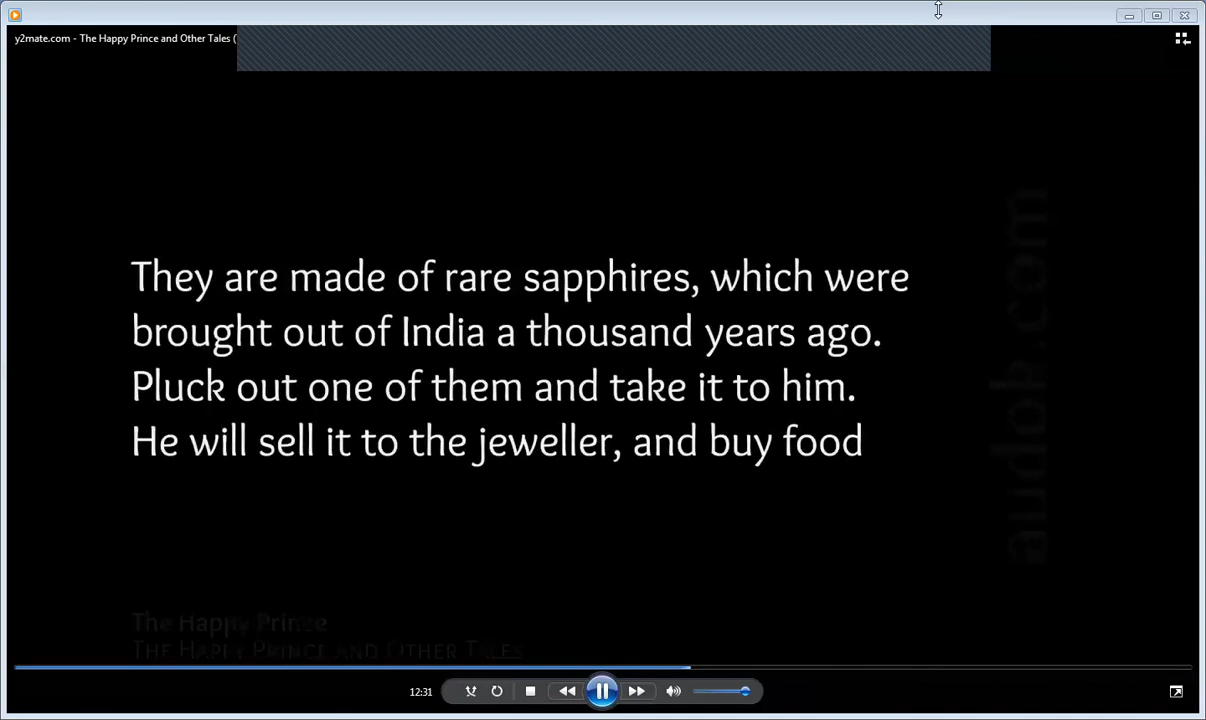 y2mate.com - The Happy Prince and Other Tales (
They are made of rare sapphires, which were
brought out of India a thousand years ago.
Pluck out one of them and take it to him.
He will sell it to the jeweller, and buy food
audok.com
The Happy Prince
THE HAPPY PRINCE AND OTHER TALES
12:31